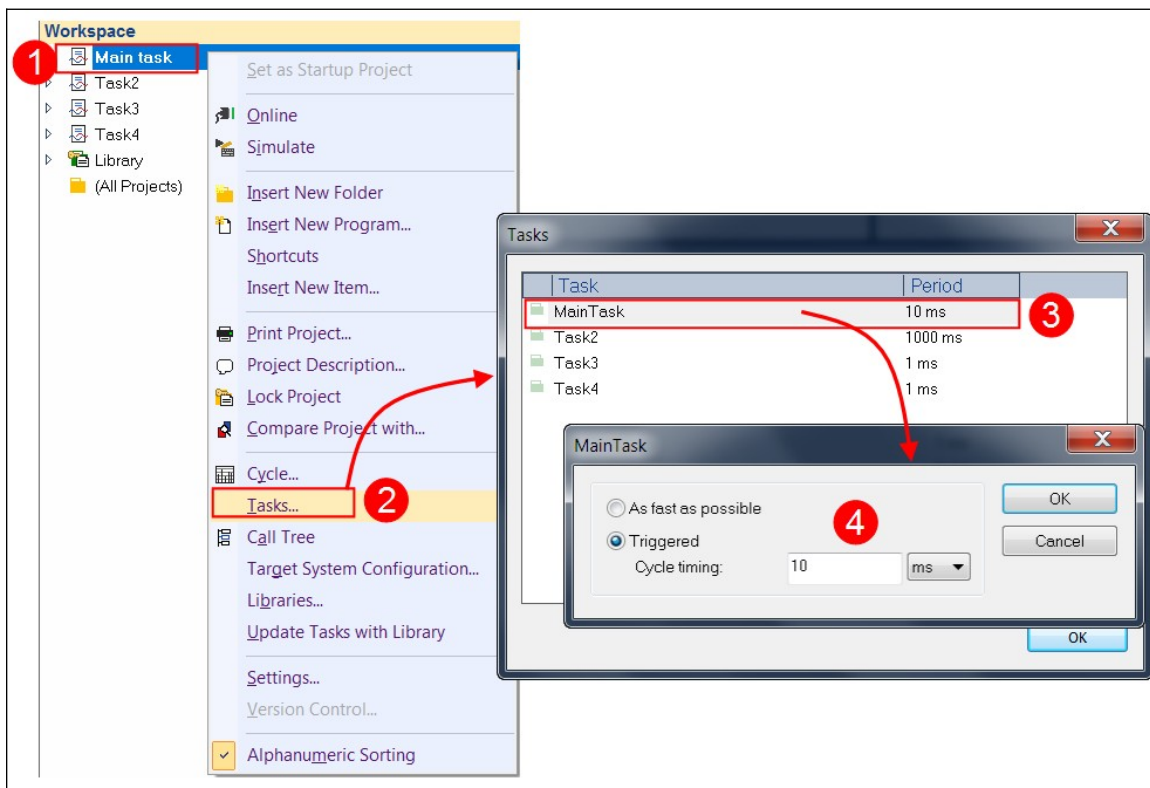 Workspace
1
Main task
Task2
Task3
Task4
Library
(All Projects)
Set as Startup Project
Online
Simulate
Insert New Folder
Insert New Program...
Shortcuts
Insert New Item...
Print Project...
Project Description...
Lock Project
Compare Project with...
Cycle...
Tasks...
2
Call Tree
Target System Configuration...
Libraries...
Update Tasks with Library
Settings...
Version Control...
Alphanumeric Sorting
Tasks
X
Task Period
MainTask 10 ms
3
Task2 1000 ms
Task3 1 ms
Task4 1 ms
MainTask
X
As fast as possible
4
Triggered
Cycle timing: 10 ms
OK
Cancel
OK